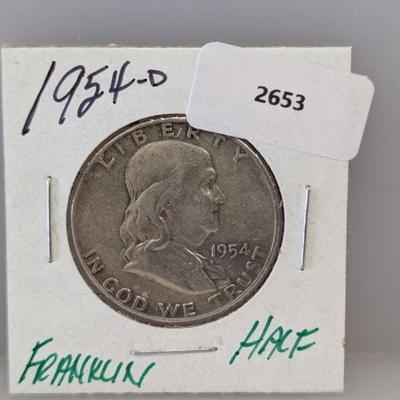 1954-D
2653
LIBERTY
1954
IN GOD WE TRUST
FRANKLIN HALF